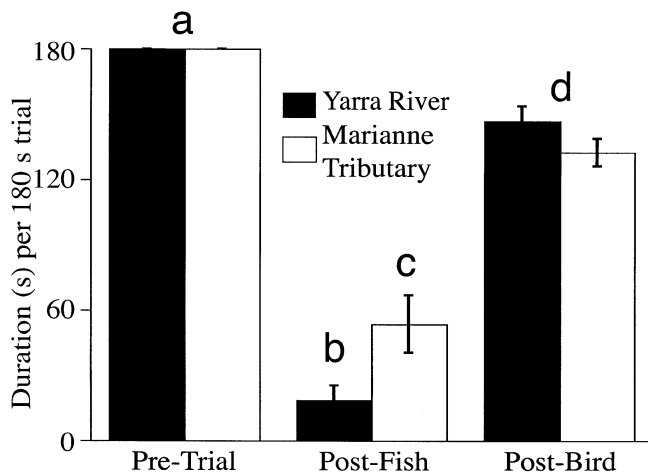 Duration (s) per 180 s trial
180
120
60
0
a
b
c
d
Yarra River
Marianne
Tributary
Pre-Trial
Post-Fish
Post-Bird